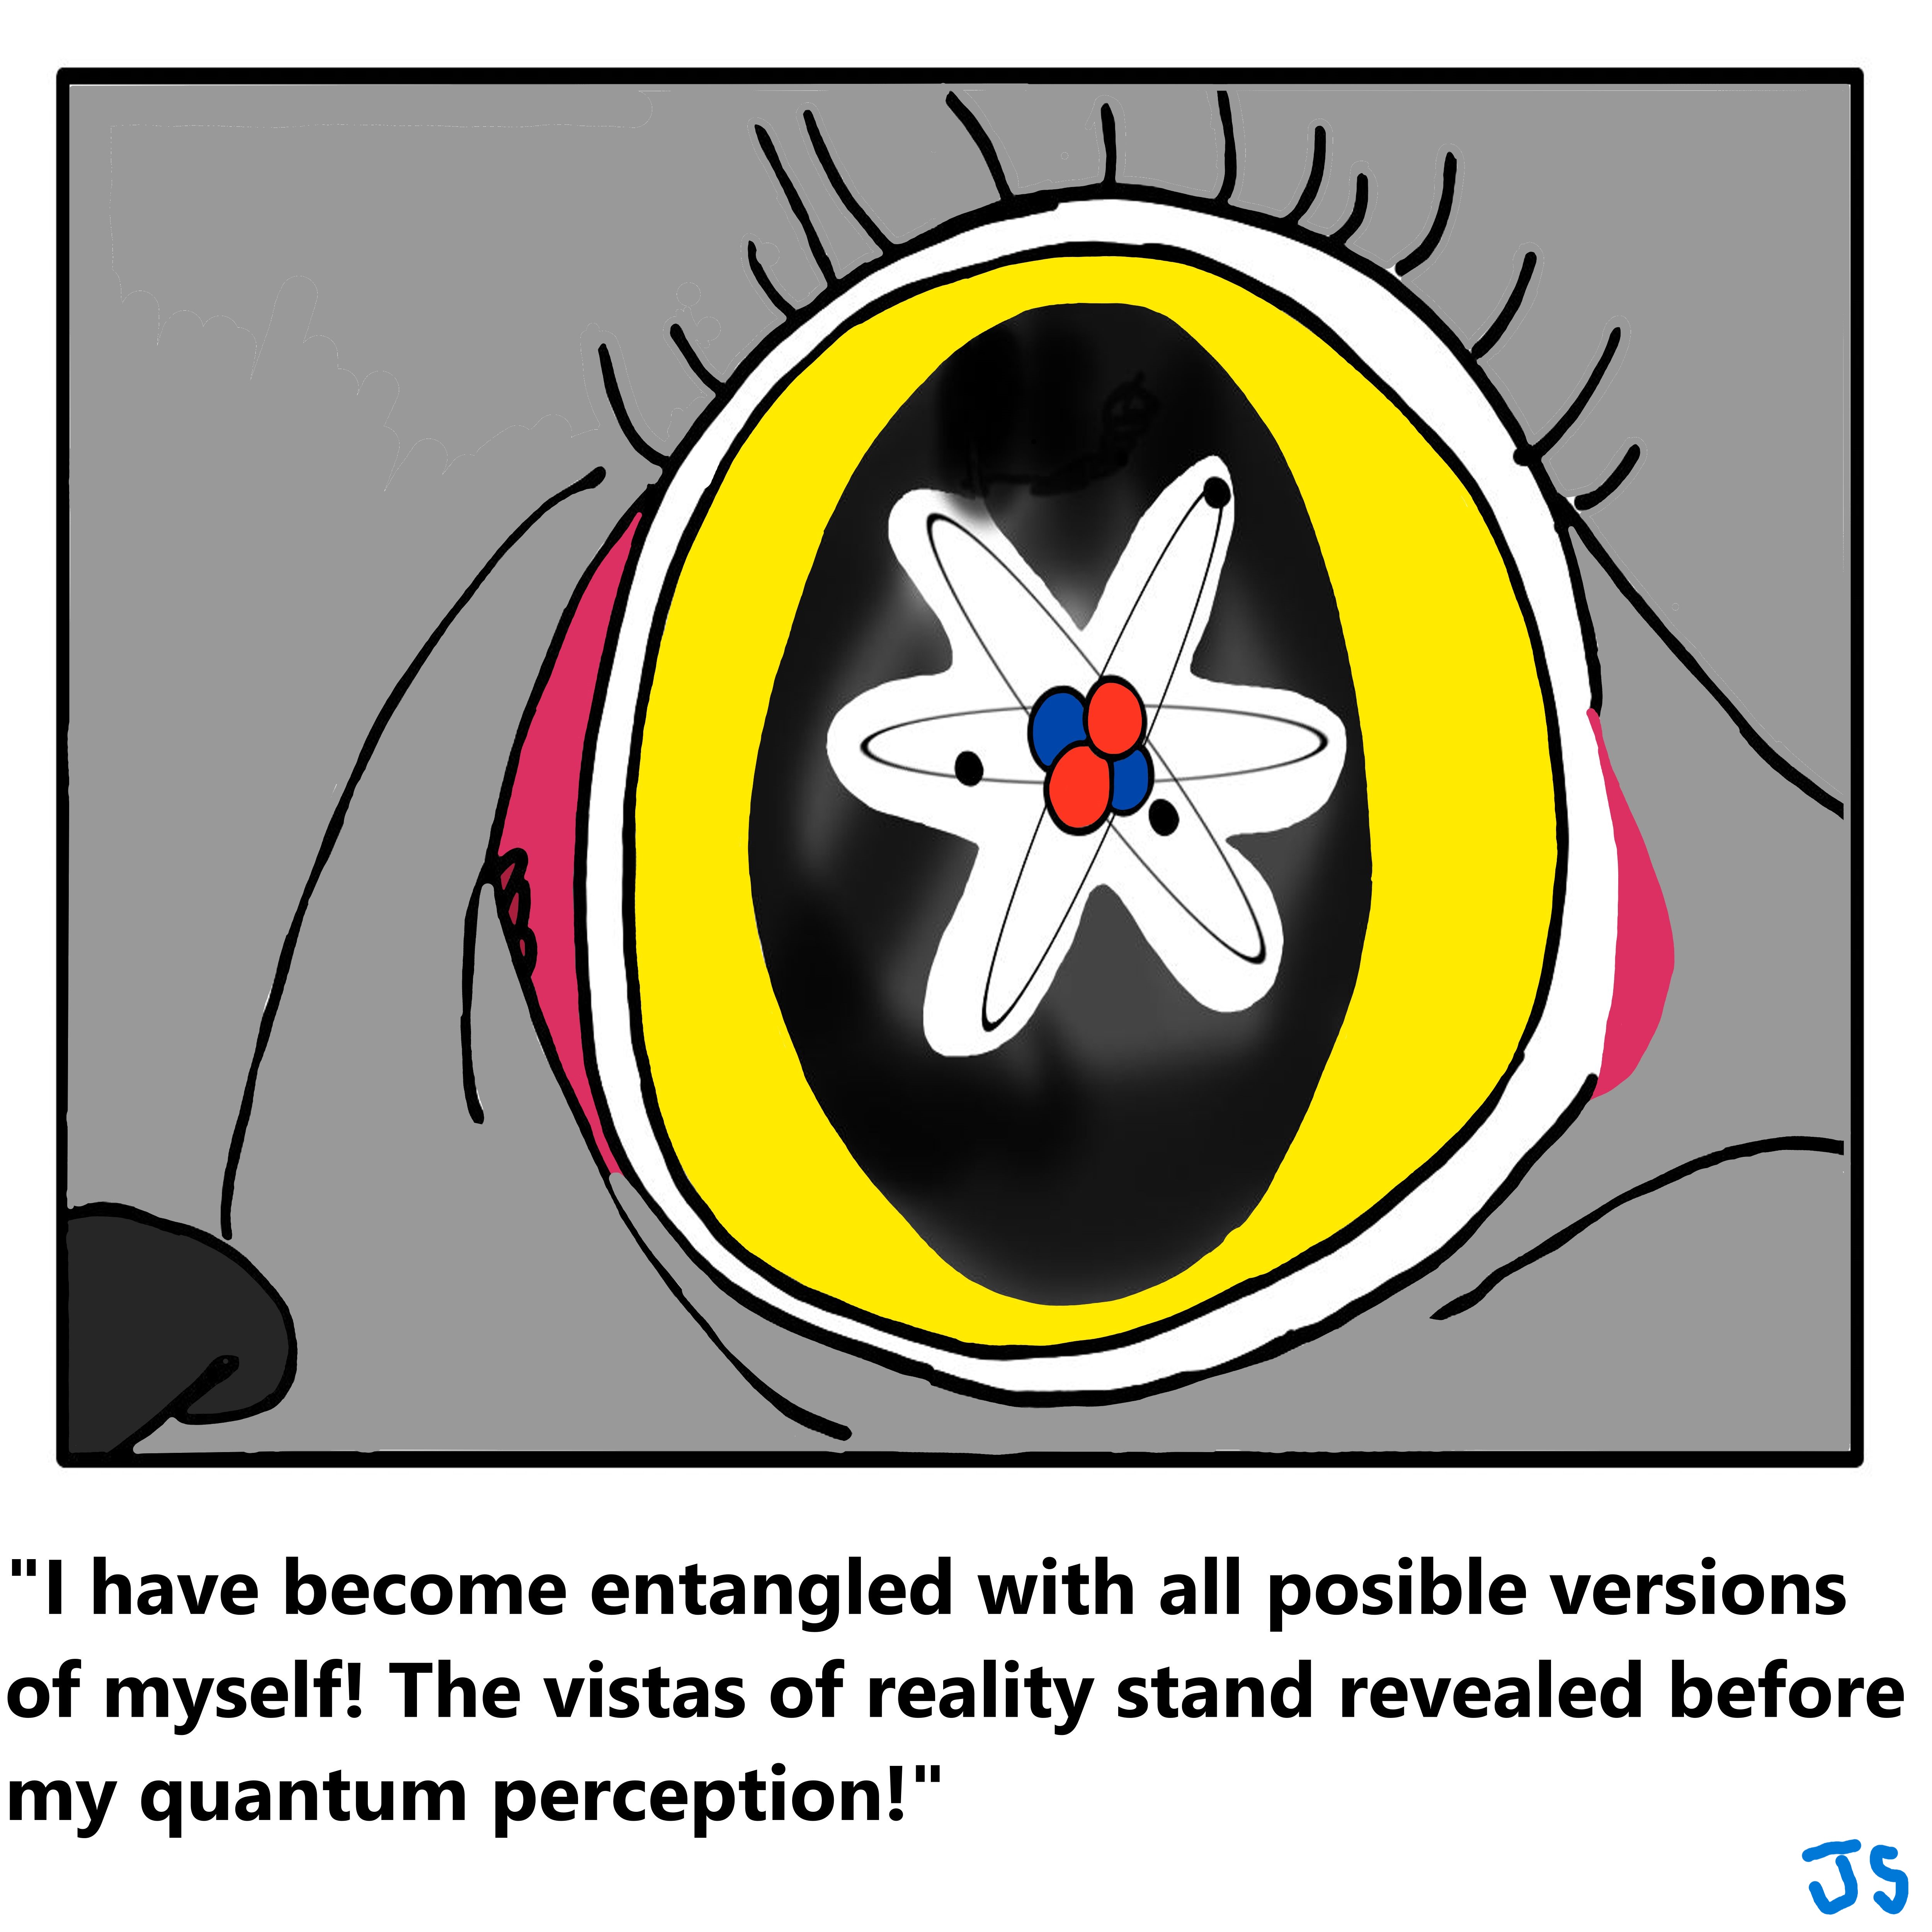 "I have become entangled with all posible versions
of myself! The vistas of reality stand revealed before
my quantum perception!"
JS